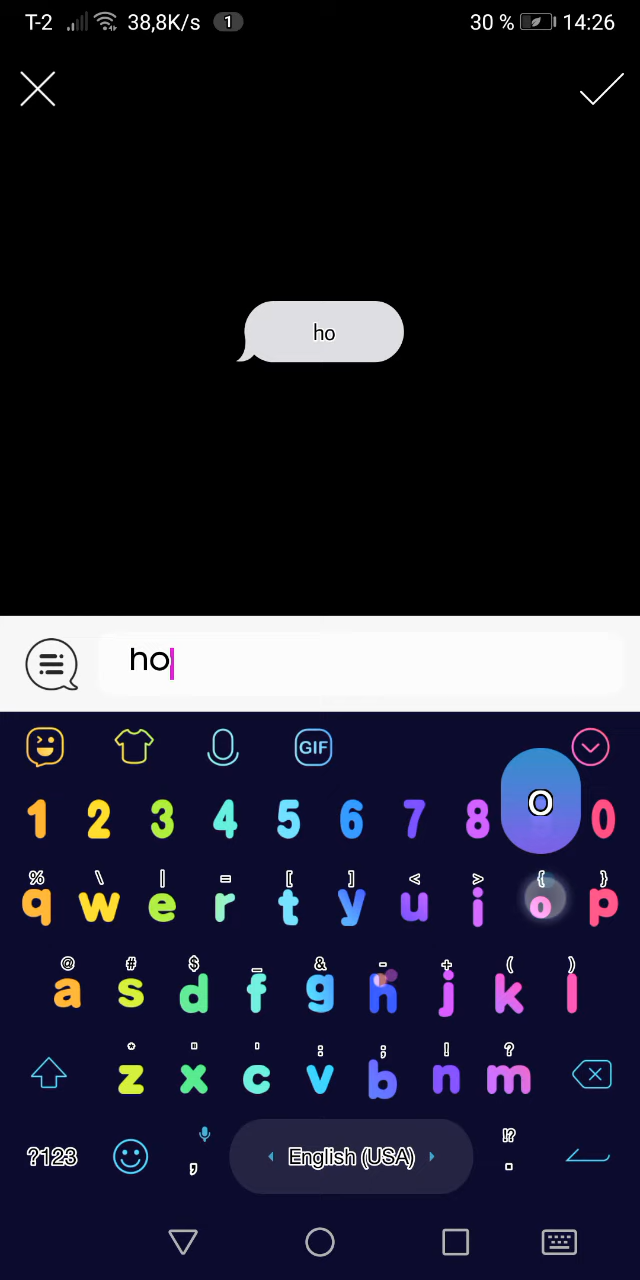 T-2 38,8K/s 1 30 % 14:26
ho
ho
GIF
o
1 2 3 4 5 6 7 8 0
% \ | = [ ] < > { }
q w e r t y u i o p
@ # $ _ & - + ( )
a s d f g h j k l
* " ' : ; ! ?
z x c v b n m
!?
?123 , English (USA) .